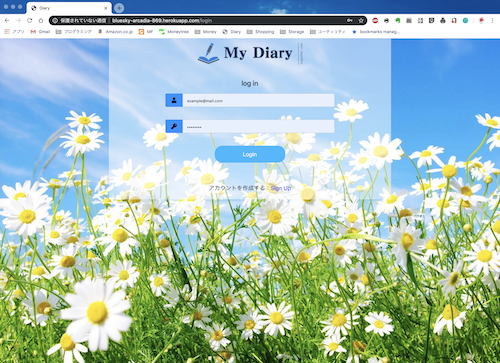 Diary
保護されていない通信 | bluesky-arcadia-869.herokuapp.com/login
アプリ プログラミング Amazon.co.jp MF Moneytree Money Diary Shopping Storage ユーティリティ bookmarks manag...
My Diary
log in
example@mail.com
Login
アカウントを作成する Sign Up